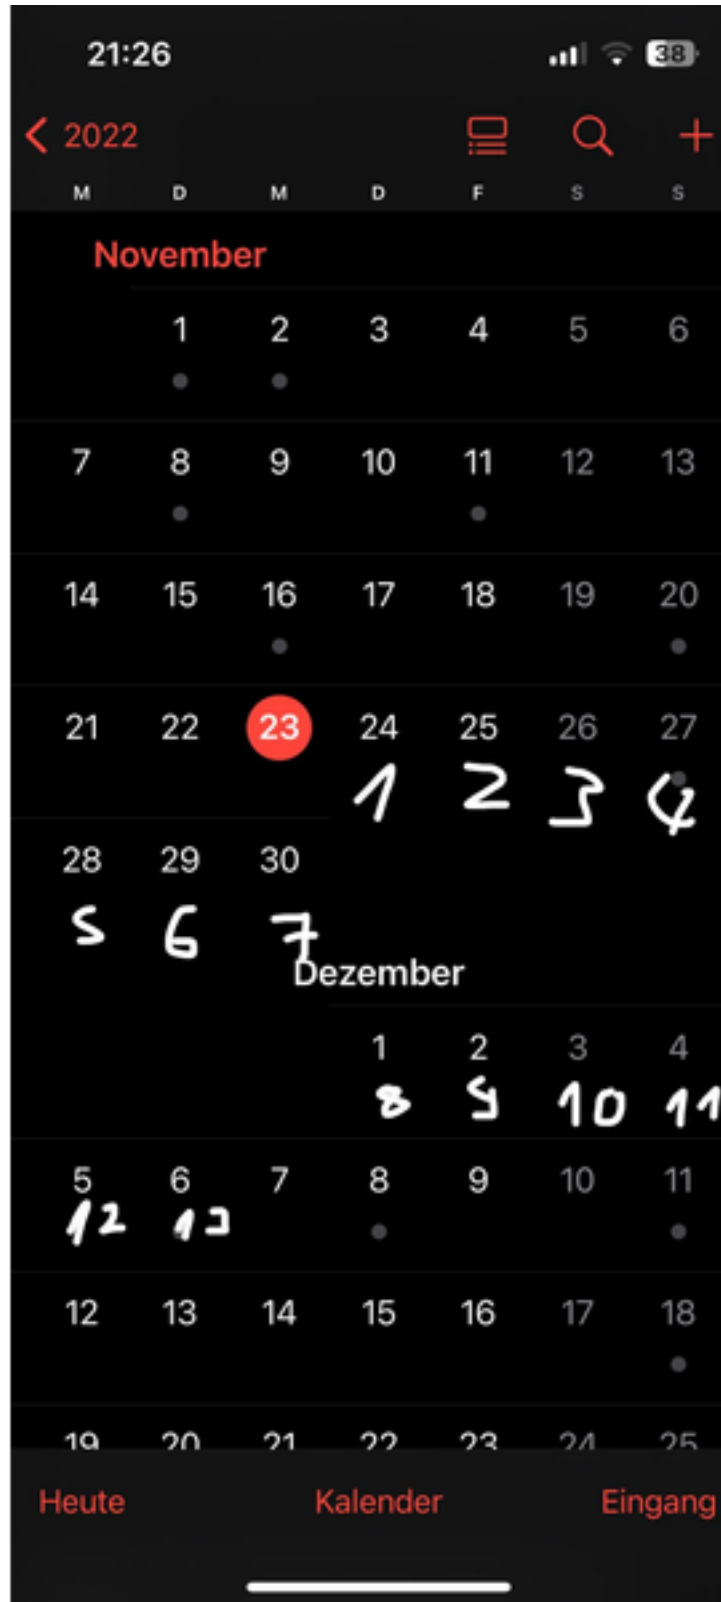 21:26 38
2022
M D M D F S S
November
1 2 3 4 5 6
7 8 9 10 11 12 13
14 15 16 17 18 19 20
21 22 23 24 25 26 27
1 2 3 4
28 29 30
5 6 7
Dezember
1 2 3 4
8 9 10 11
5 6 7 8 9 10 11
12 13
12 13 14 15 16 17 18
19 20 21 22 23 24 25
Heute Kalender Eingang